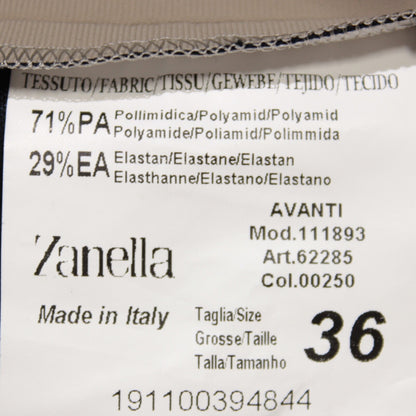 TESSUTO/FABRIC/TISSU/GEWEBE/TEJIDO/TECIDO
71%PA Pollimidica/Polyamid/Polyamid
Polyamide/Poliamid/Polimmida
29%EA Elastan/Elastane/Elastan
Elasthanne/Elastano/Elastano
AVANTI
Mod.111893
Art.62285
Col.00250
Zanella
Made in Italy
Taglia/Size
Grosse/Taille
Talla/Tamanho
36
191100394844